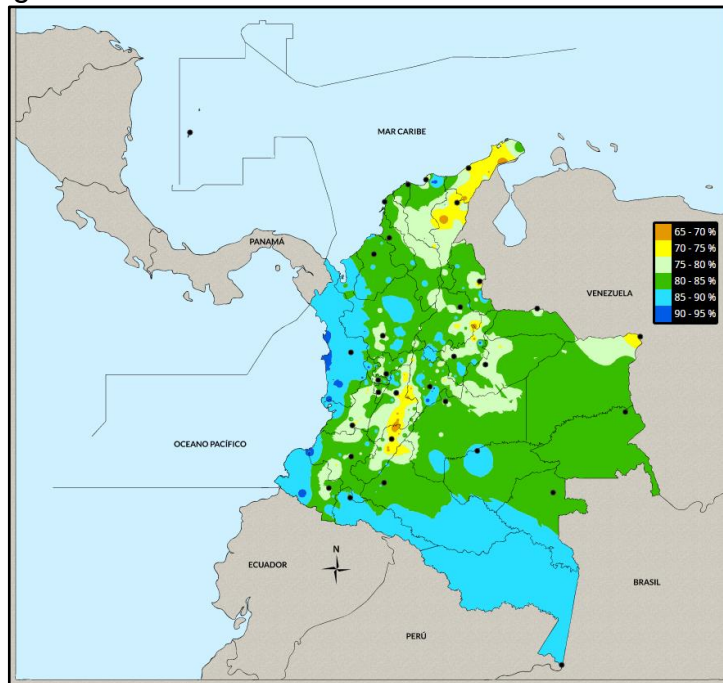 g
MAR CARIBE
PANAMÁ
65 - 70 %
70 - 75 %
75 - 80 %
80 - 85 %
85 - 90 %
90 - 95 %
VENEZUELA
OCEANO PACÍFICO
N
ECUADOR
BRASIL
PERÚ